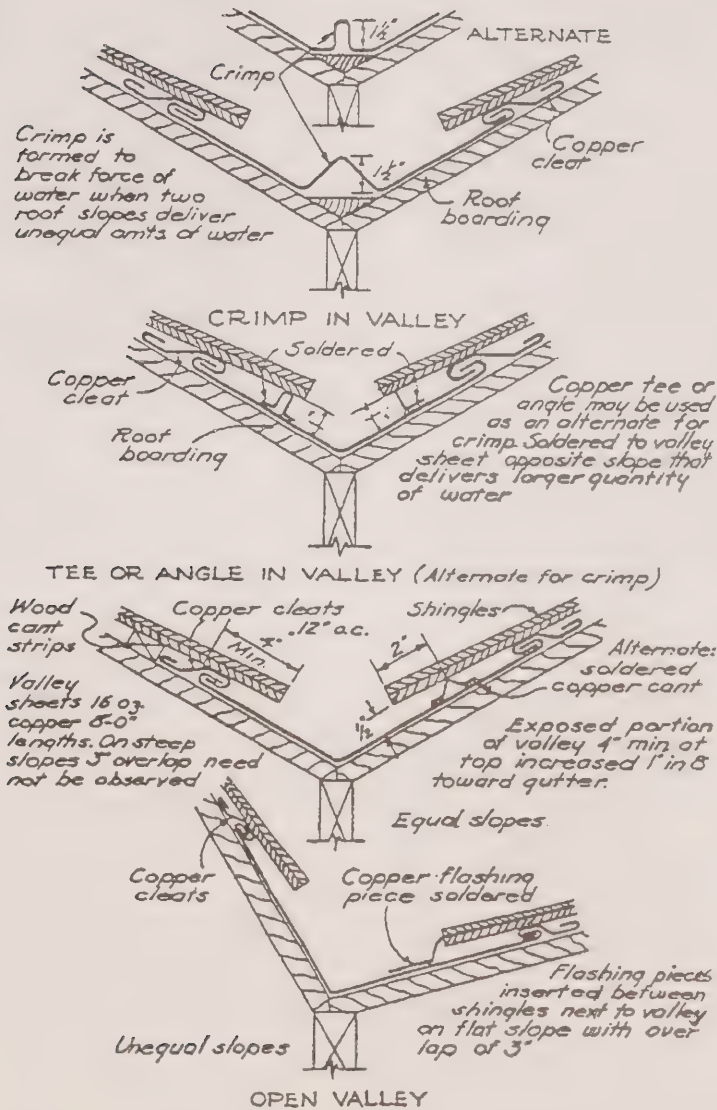 1½"
ALTERNATE
Crimp
Crimp is
formed to
break force of
water when two
roof slopes deliver
unequal amts of water
1½"
Copper
cleat
Roof
boarding
CRIMP IN VALLEY
Soldered
Copper
cleat
Roof
boarding
Copper tee or
angle may be used
as an alternate for
crimp. Soldered to valley
sheet opposite slope that
delivers larger quantity
of water
TEE OR ANGLE IN VALLEY (Alternate for crimp)
Wood
cant
strips
Copper cleats
12" o.c.
Min.
Shingles
2"
½"
Alternate:
soldered
copper cant
Valley
sheets 16 oz
copper 8'-0"
lengths. On steep
slopes overlap need
not be observed
Exposed portion
of valley 4" min. at
top increased 1" in 8'
toward gutter.
Equal slopes
Copper
cleats
Copper flashing
piece soldered
Flashing pieces
inserted between
shingles next to valley
on flat slope with over
lap of 3"
Unequal slopes
OPEN VALLEY